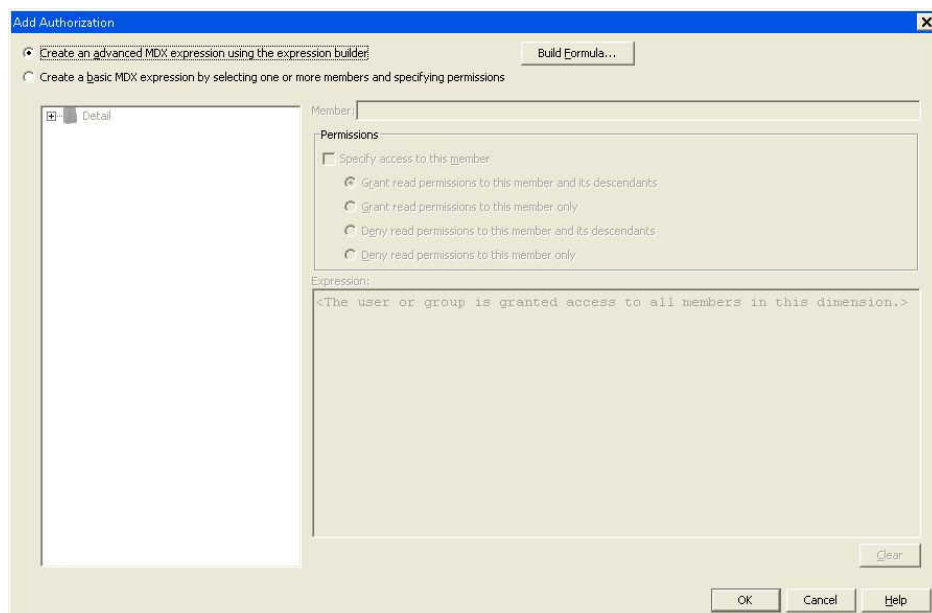 Add Authorization
Create an advanced MDX expression using the expression builder
Build Formula...
Create a basic MDX expression by selecting one or more members and specifying permissions
Detail
Member:
Permissions
Specify access to this member
Grant read permissions to this member and its descendants
Grant read permissions to this member only
Deny read permissions to this member and its descendants
Deny read permissions to this member only
Expression:
<The user or group is granted access to all members in this dimension.>
Clear
OK Cancel Help